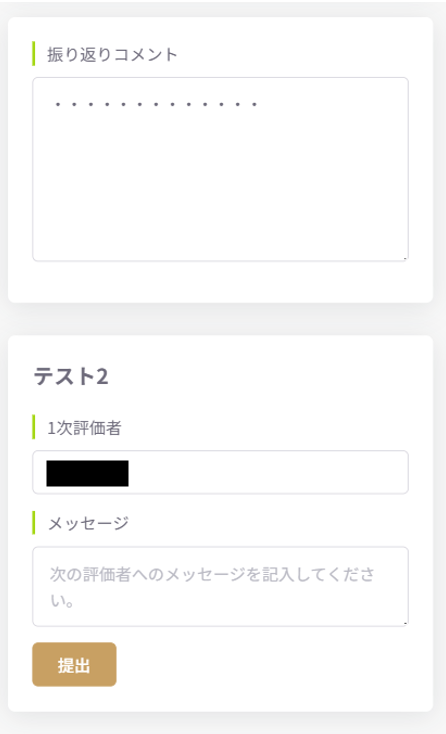 振り返りコメント
・・・・・・・・・・・・・
テスト2
1次評価者
メッセージ
次の評価者へのメッセージを記入してくださ
い。
提出